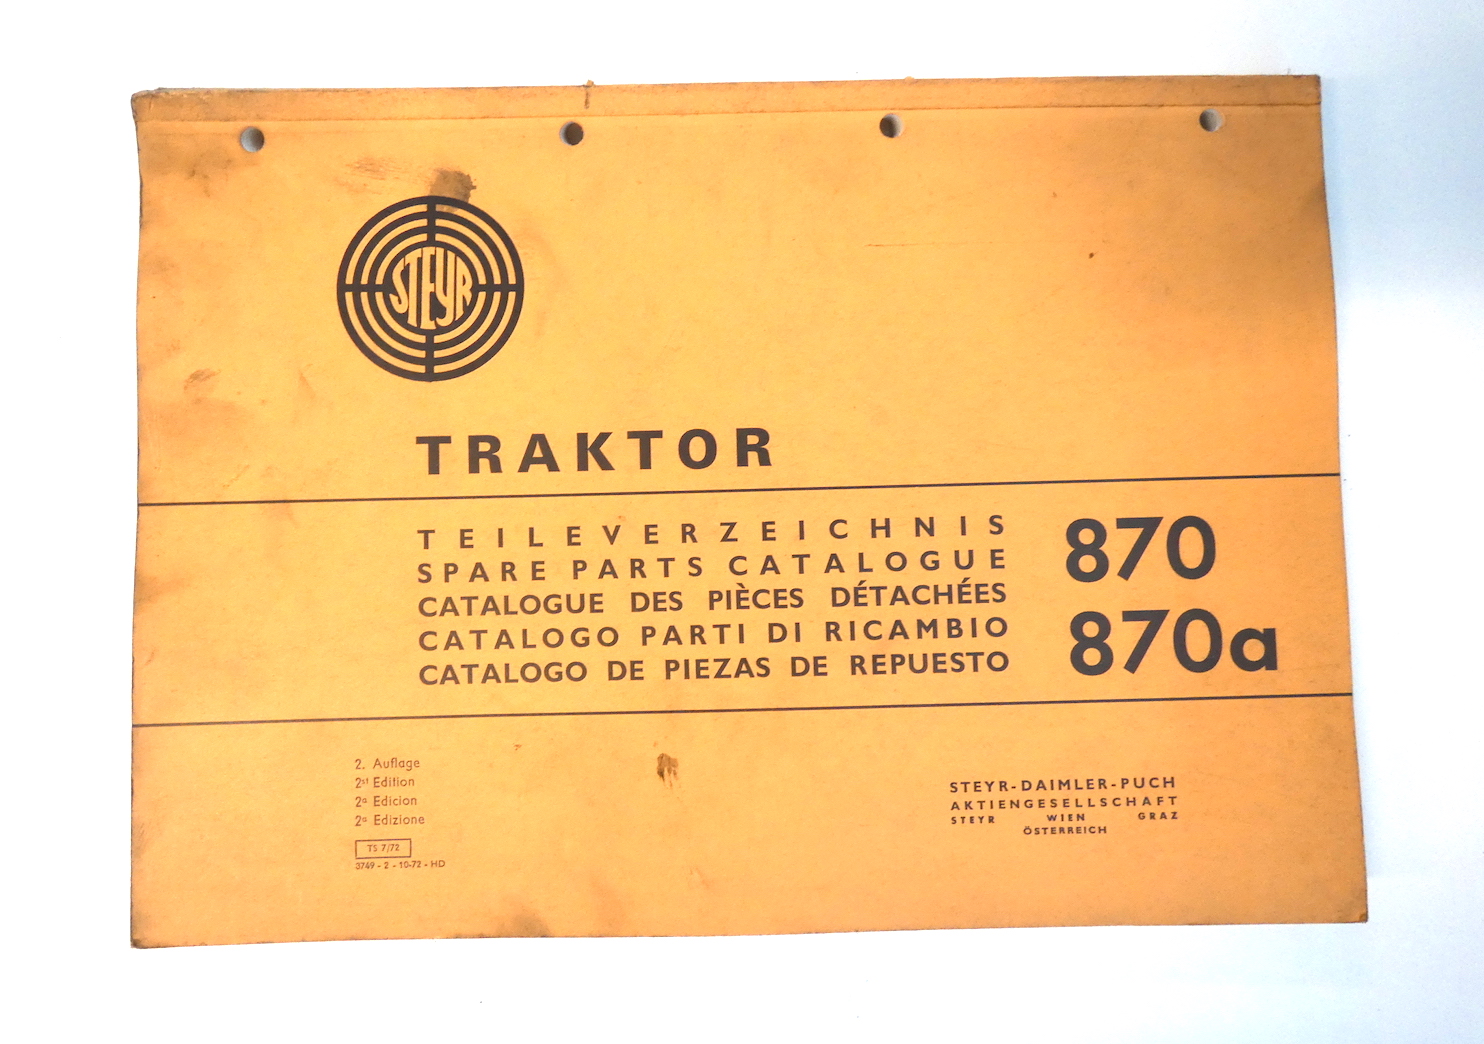 STEYR
TRAKTOR
TEILEVERZEICHNIS
SPARE PARTS CATALOGUE
CATALOGUE DES PIÈCES DÉTACHÉES
CATALOGO PARTI DI RICAMBIO
CATALOGO DE PIEZAS DE REPUESTO
870
870a
2. Auflage
2st Edition
2a Edicion
2a Edizione
TS 7/72
3749 - 2 - 10-72 - HD
STEYR-DAIMLER-PUCH
AKTIENGESELLSCHAFT
STEYR WIEN GRAZ
ÖSTERREICH